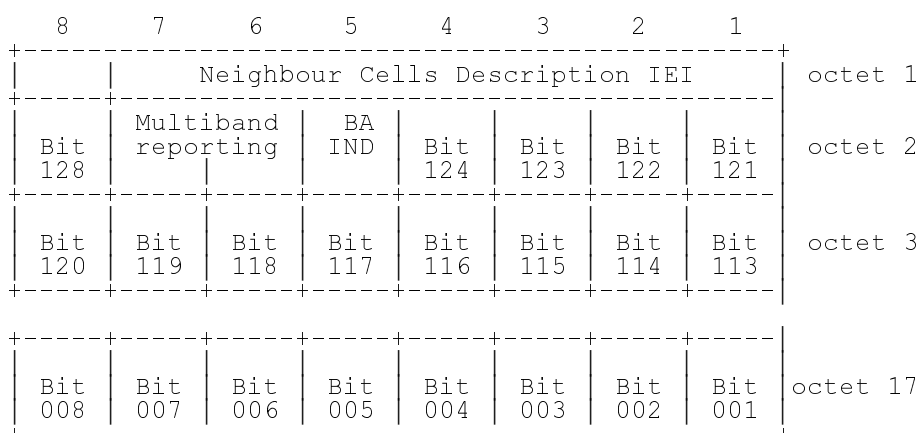 8 7 6 5 4 3 2 1
Neighbour Cells Description IEI octet 1
Multiband BA
Bit reporting IND Bit Bit Bit Bit octet 2
128 124 123 122 121
Bit Bit Bit Bit Bit Bit Bit Bit octet 3
120 119 118 117 116 115 114 113
Bit Bit Bit Bit Bit Bit Bit Bit octet 17
008 007 006 005 004 003 002 001